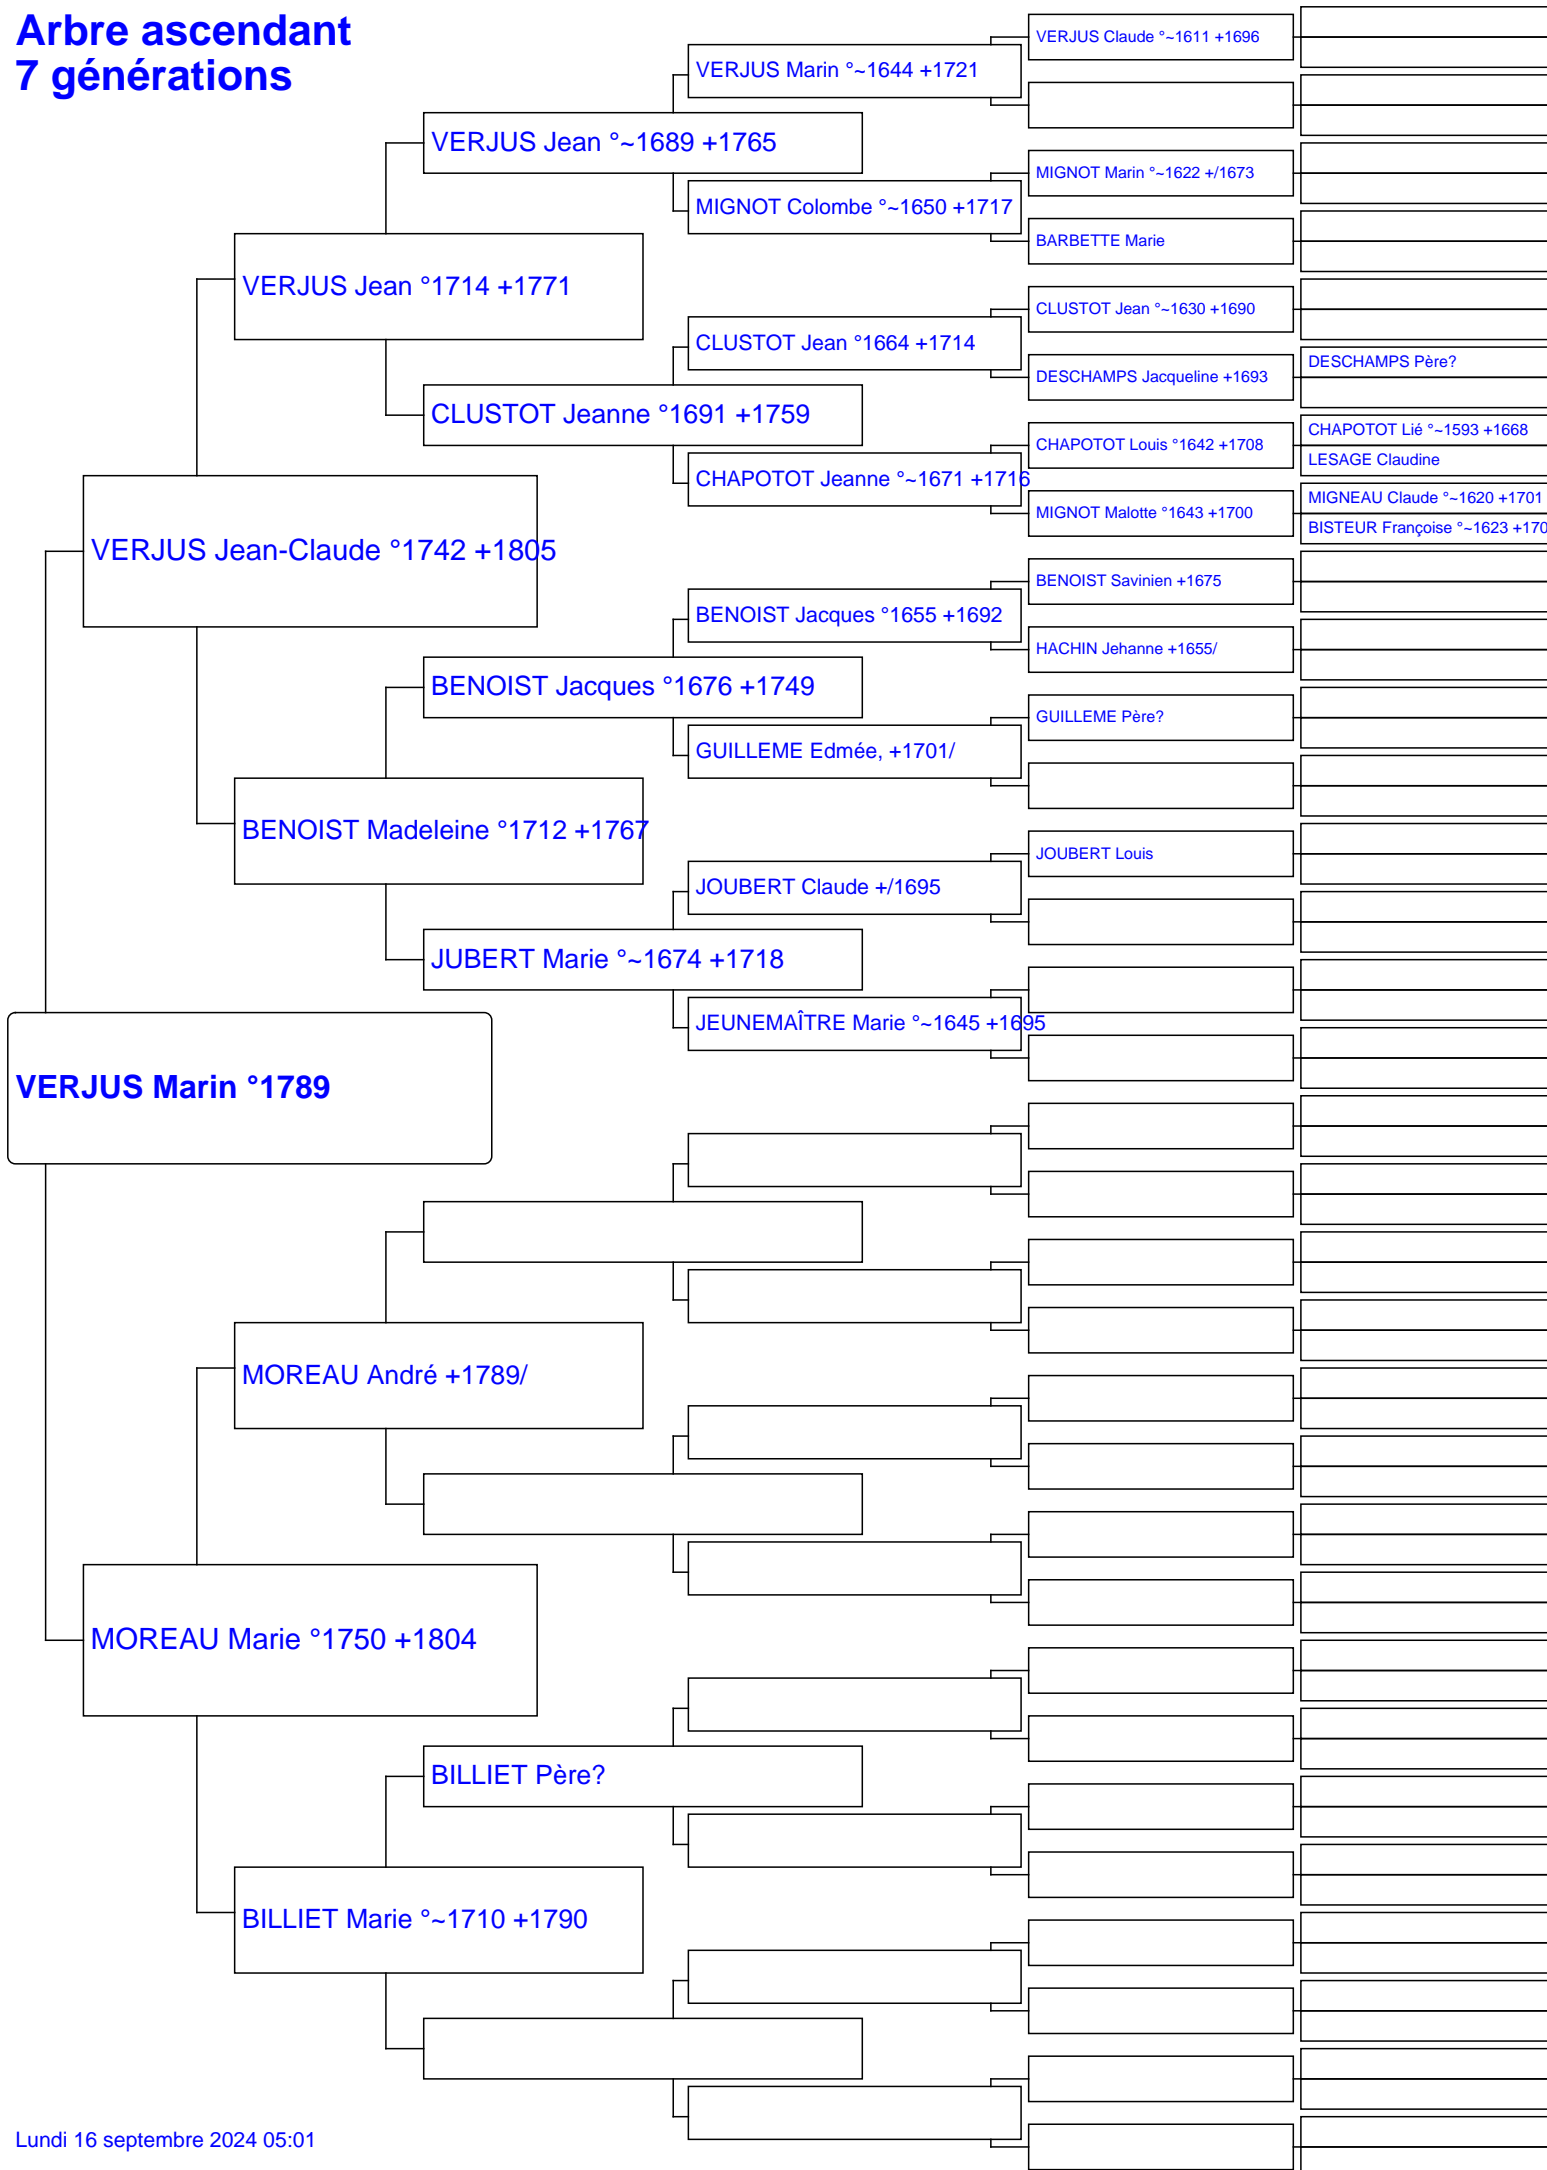 Arbre ascendant
7 générations
VERJUS Marin °1789
VERJUS Jean-Claude °1742 +1805
MOREAU Marie °1750 +1804
VERJUS Jean °1714 +1771
BENOIST Madeleine °1712 +1767
MOREAU André +1789/
BILLIET Marie °~1710 +1790
VERJUS Jean °~1689 +1765
CLUSTOT Jeanne °1691 +1759
BENOIST Jacques °1676 +1749
JUBERT Marie °~1674 +1718
BILLIET Père?
VERJUS Marin °~1644 +1721
MIGNOT Colombe °~1650 +1717
CLUSTOT Jean °1664 +1714
CHAPOTOT Jeanne °~1671 +1716
BENOIST Jacques °1655 +1692
GUILLEME Edmée, +1701/
JOUBERT Claude +/1695
JEUNEMAÎTRE Marie °~1645 +1695
VERJUS Claude °~1611 +1696
MIGNOT Marin °~1622 +/1673
BARBETTE Marie
CLUSTOT Jean °~1630 +1690
DESCHAMPS Jacqueline +1693
CHAPOTOT Louis °1642 +1708
MIGNOT Malotte °1643 +1700
BENOIST Savinien +1675
HACHIN Jehanne +1655/
GUILLEME Père?
JOUBERT Louis
DESCHAMPS Père?
CHAPOTOT Lié °~1593 +1668
LESAGE Claudine
MIGNEAU Claude °~1620 +1701
BISTEUR Françoise °~1623
Lundi 16 septembre 2024 05:01